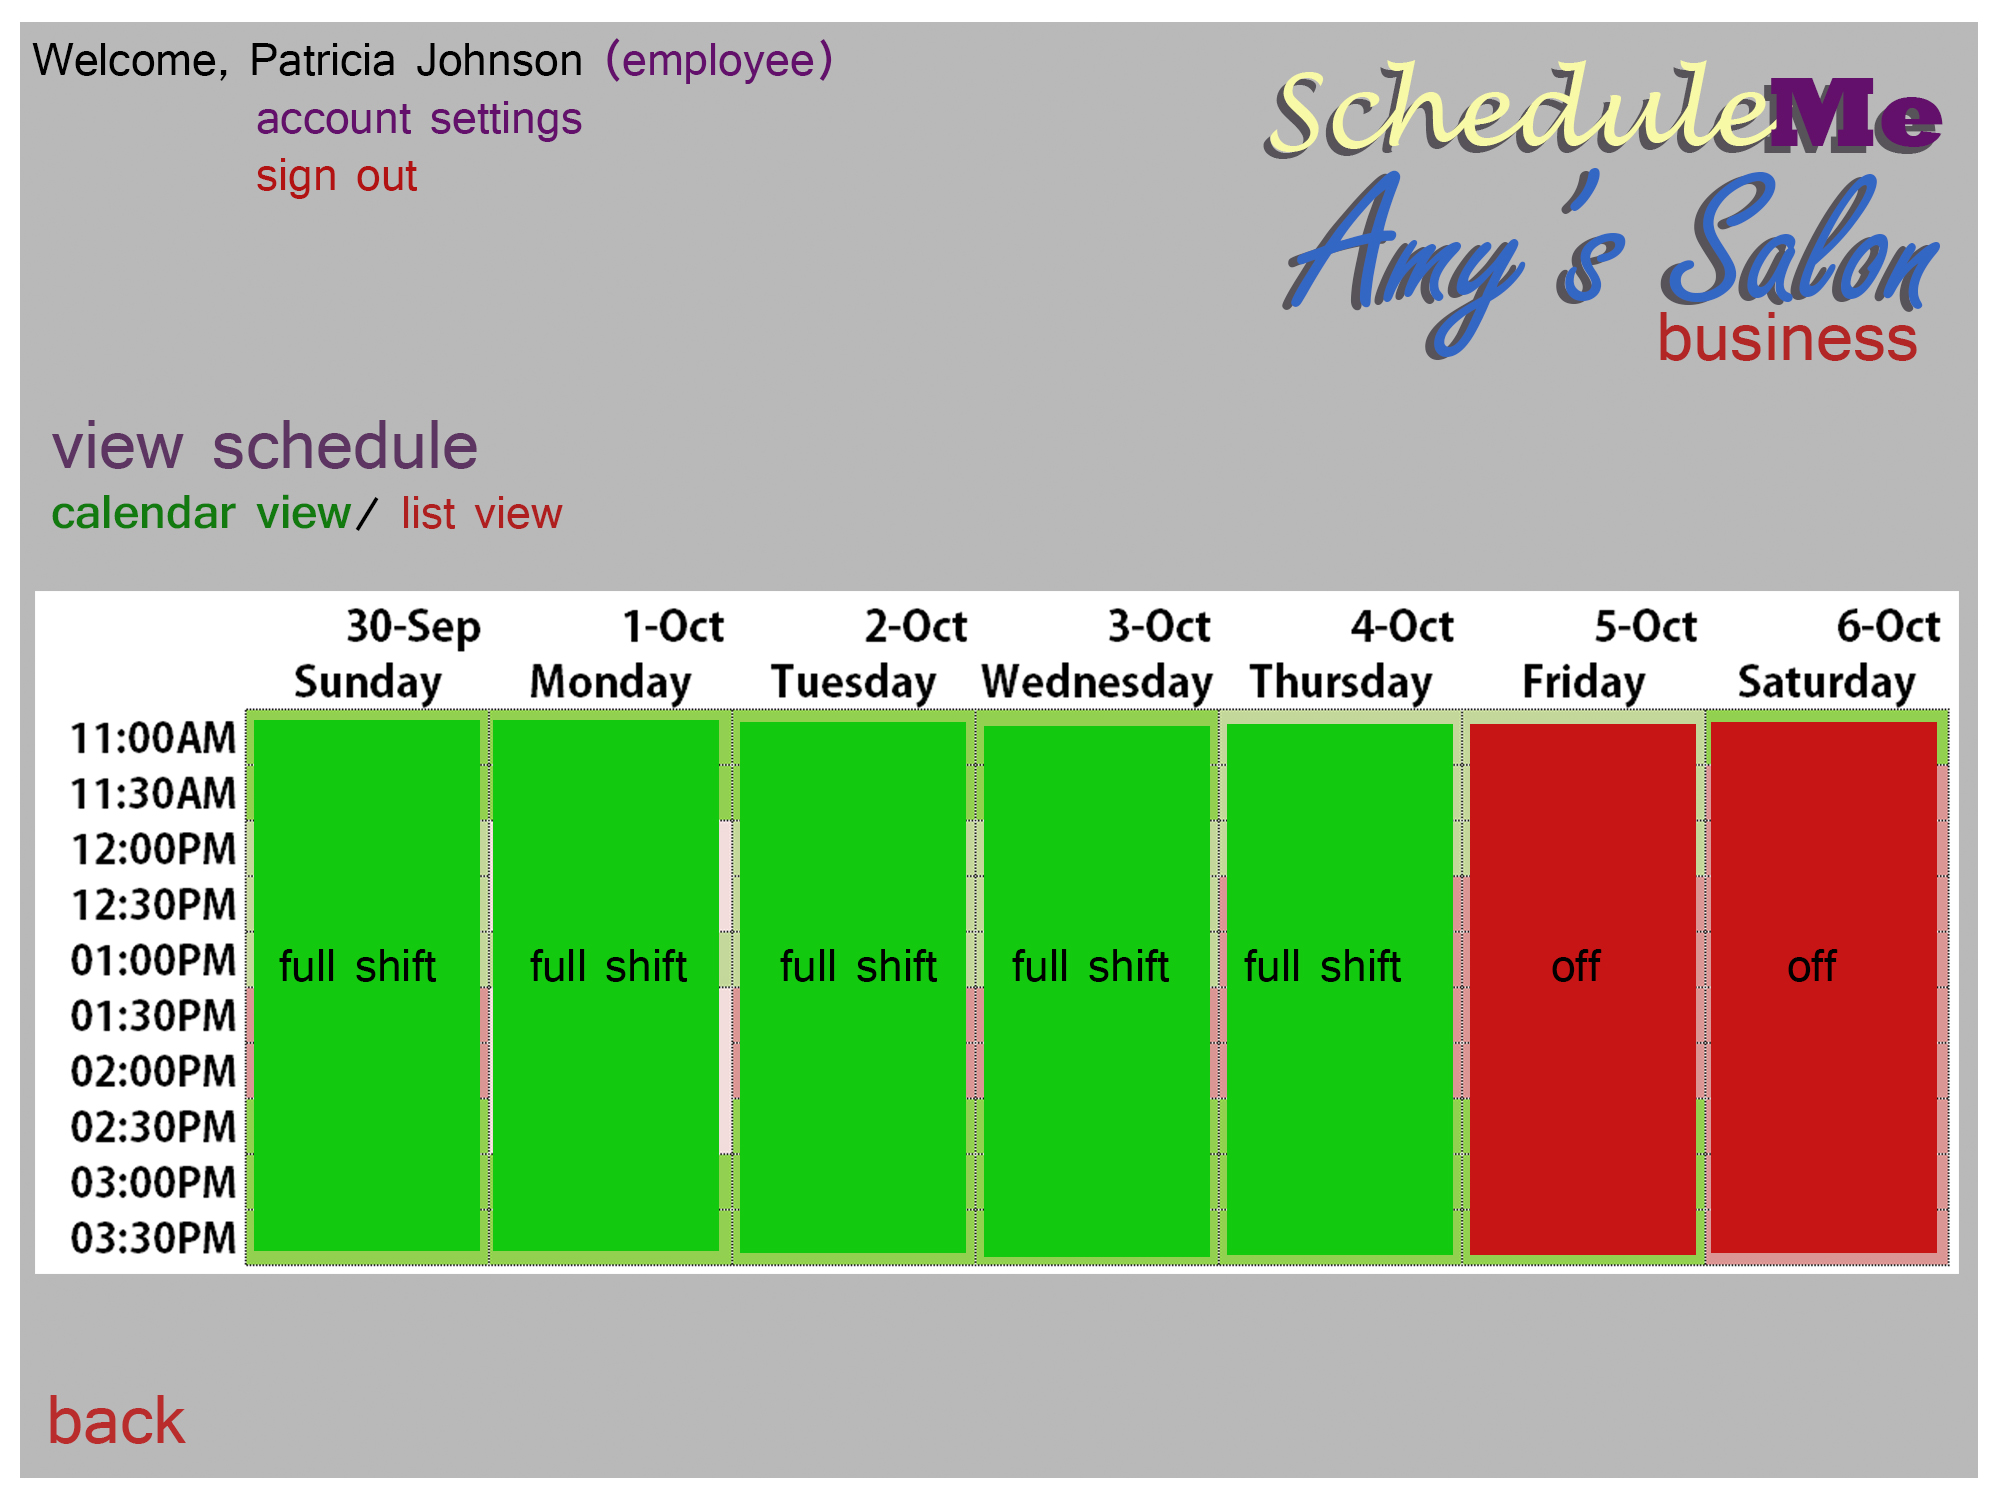 Welcome, Patricia Johnson (employee)
account settings
sign out
ScheduleMe
Amy's Salon
business
view schedule
calendar view/ list view
30-Sep 1-Oct 2-Oct 3-Oct 4-Oct 5-Oct 6-Oct
Sunday Monday Tuesday Wednesday Thursday Friday Saturday
11:00AM
11:30AM
12:00PM
12:30PM
01:00PM full shift full shift full shift full shift full shift off off
01:30PM
02:00PM
02:30PM
03:00PM
03:30PM
back